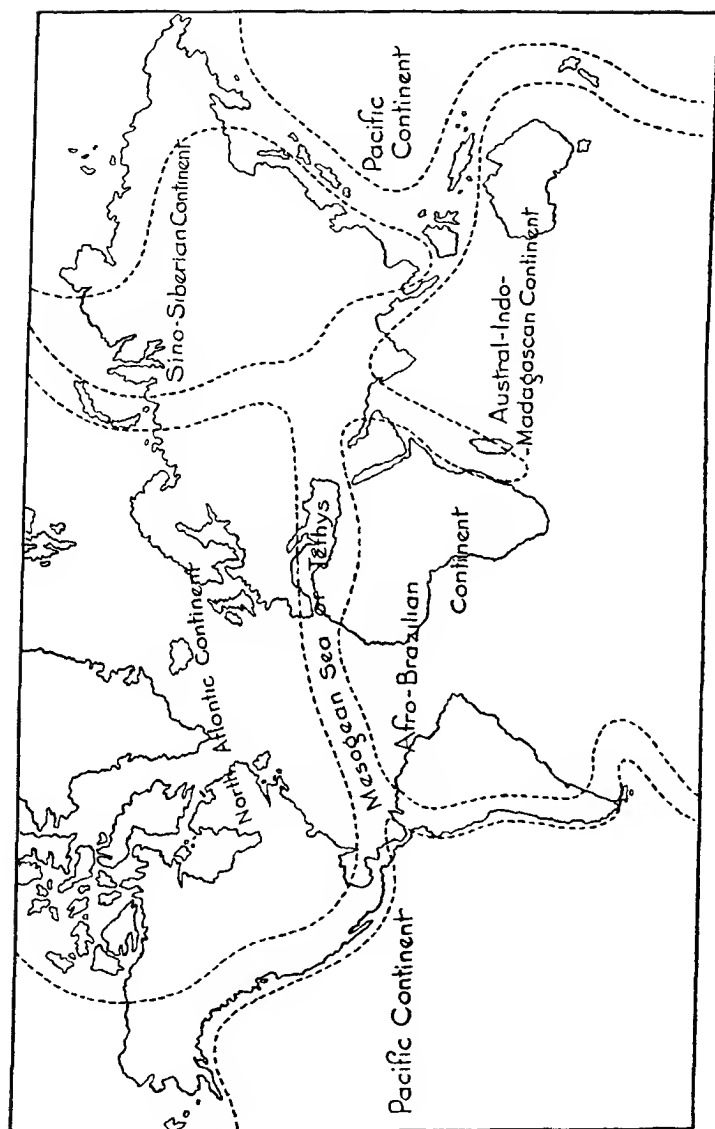 North Atlantic Continent
Sino-Siberian Continent
Pacific
Continent
Mesogean Sea or Tethys
Afro-Brazilian
Continent
Austral-Indo-
-Madagascan Continent
Pacific Continent